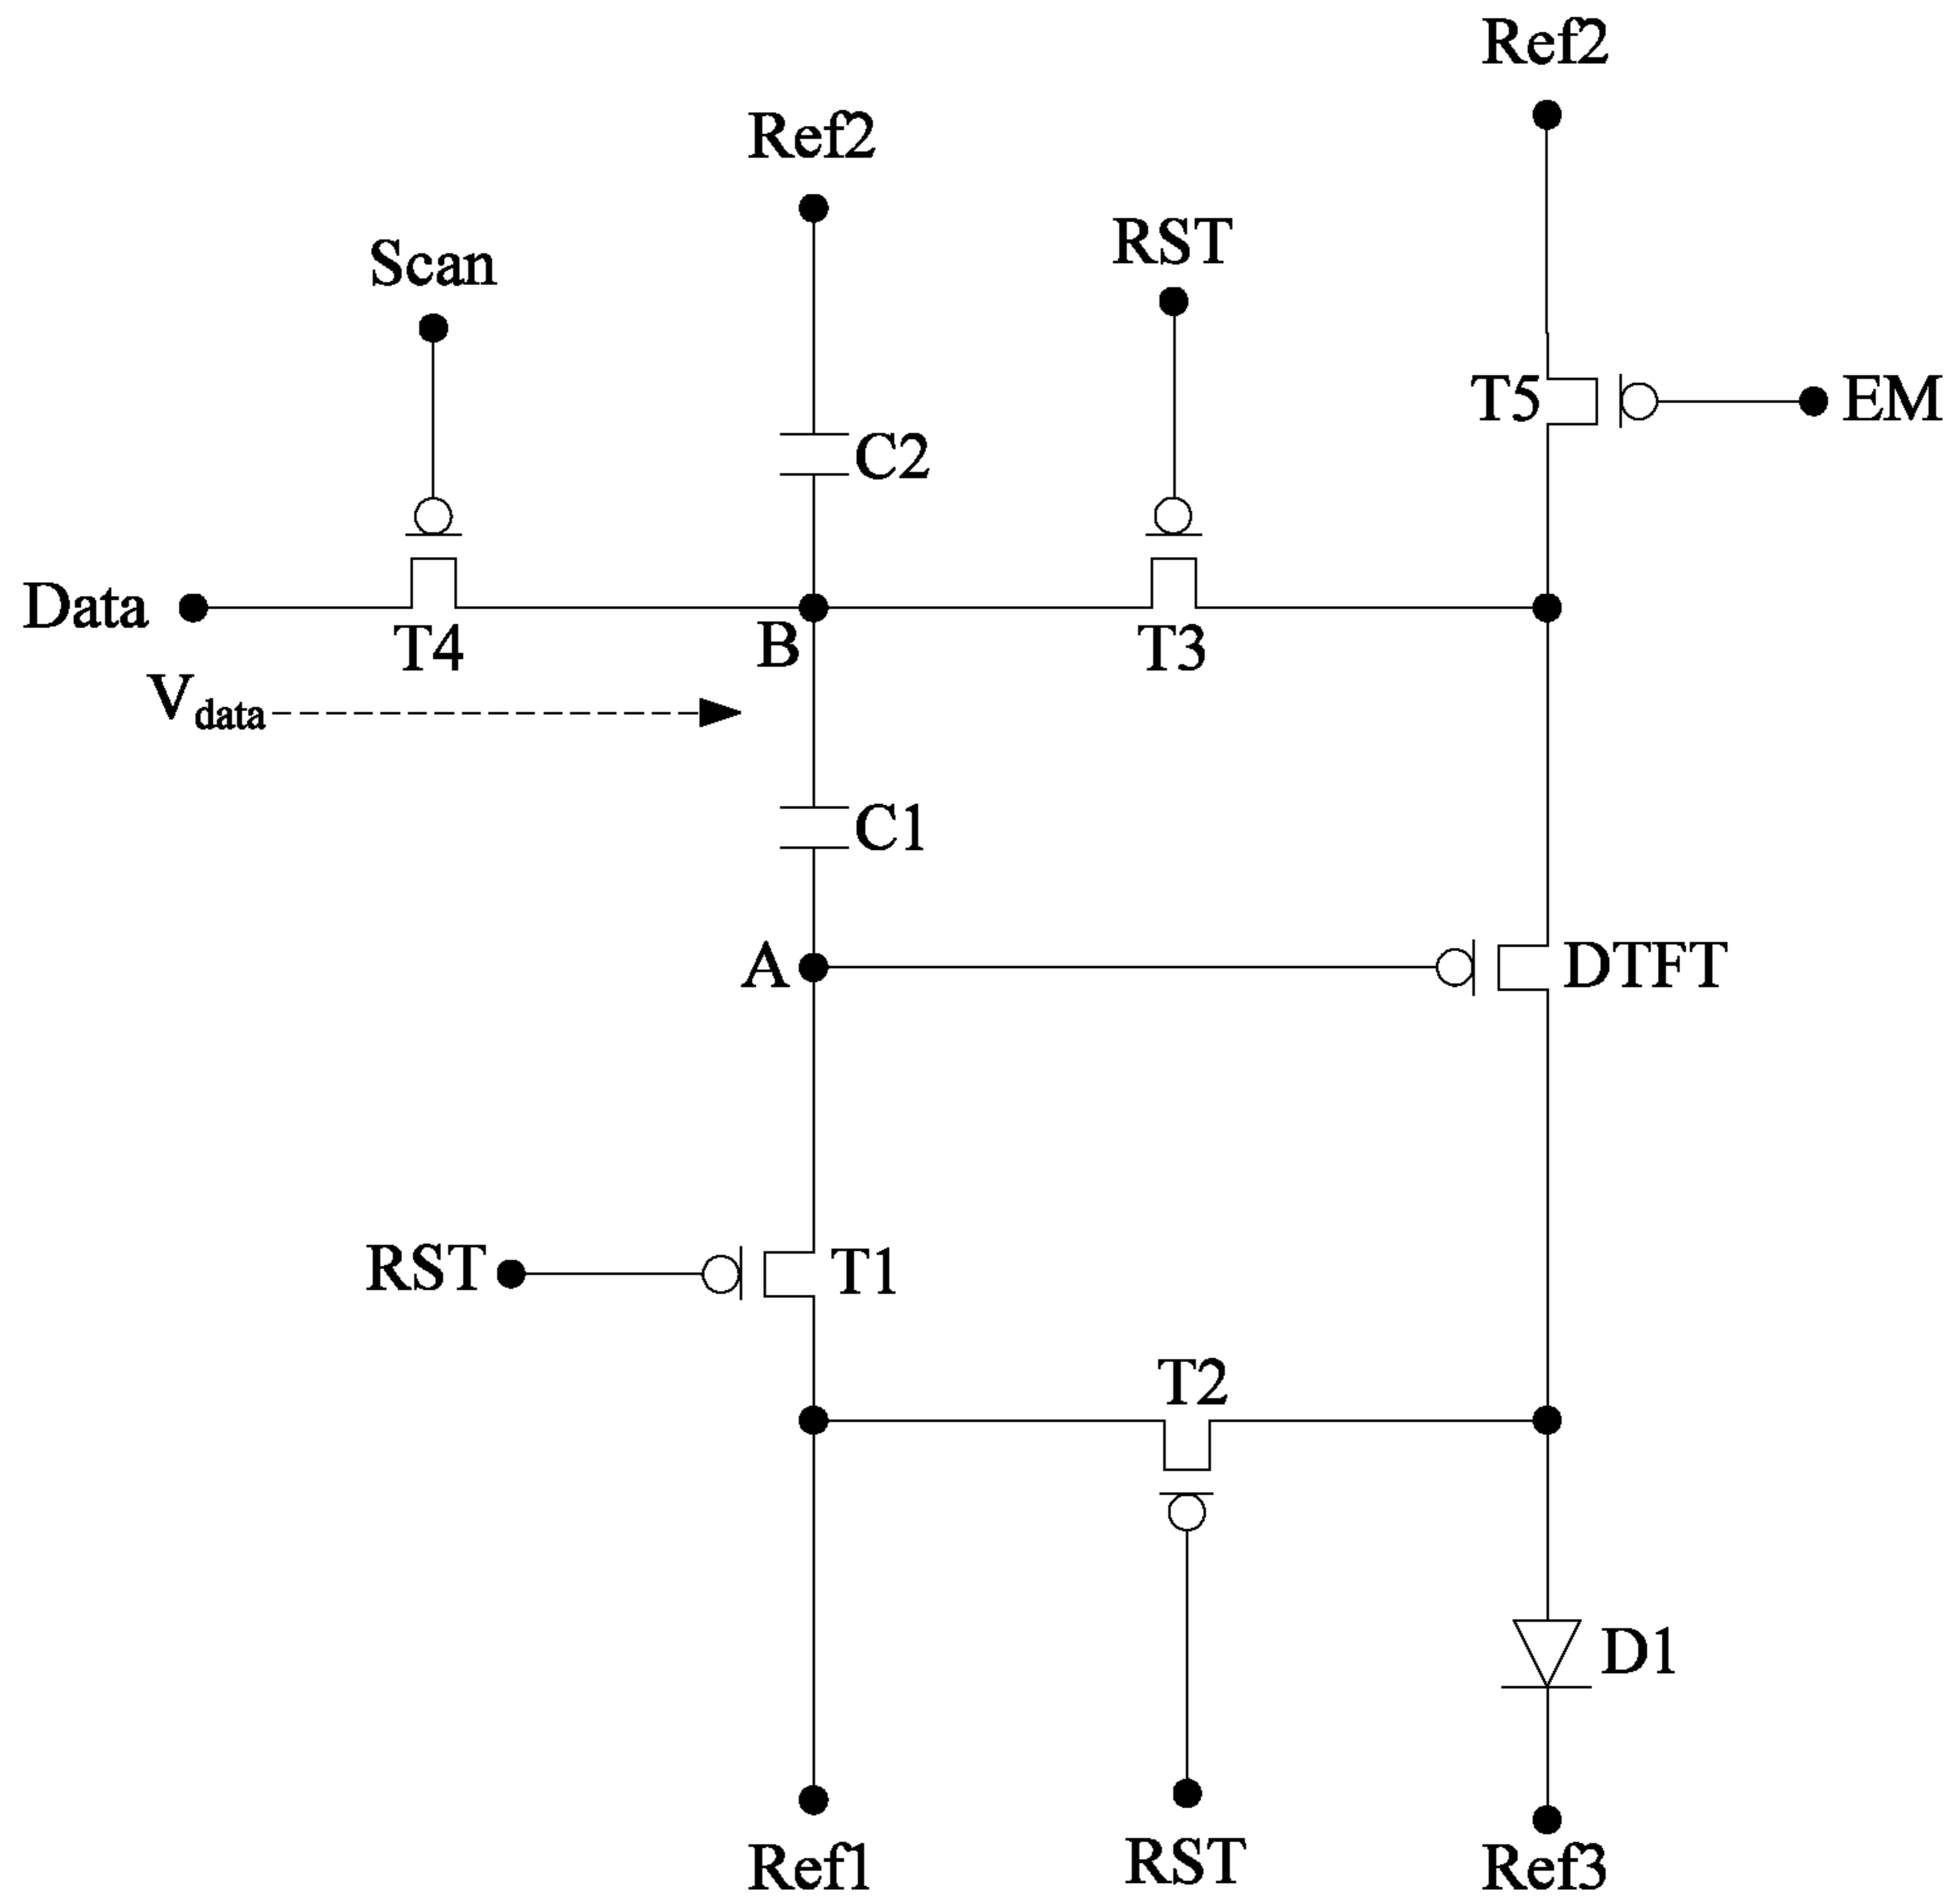 Ref2
Ref2
RST
Scan
T5
EM
C2
Data
T4
B
T3
Vdata
C1
A
DTFT
RST
T1
T2
D1
Ref1
RST
Ref3